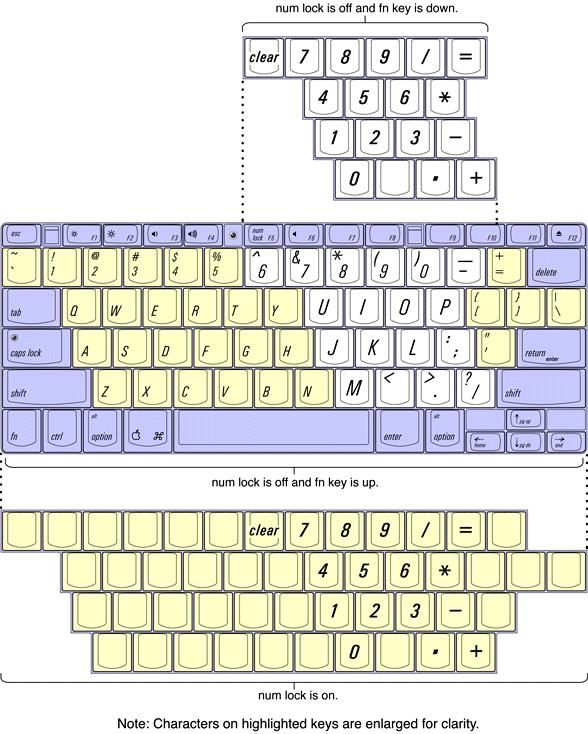 num lock is off and fn key is down.
clear 7 8 9 / =
4 5 6 *
1 2 3 −
0 . +
esc F1 F2 F3 F4 num lock F5 F6 F7 F8 F9 F10 F11 F12
~ ` ! 1 @ 2 # 3 $ 4 % 5 ^ 6 & 7 * 8 ( 9 ) 0 — – + = delete
tab Q W E R T Y U I O P { [ } ] | \
caps lock A S D F G H J K L : ; " ' return enter
shift Z X C V B N M < , > . ? / shift
fn ctrl alt option ⌘ enter alt option ← home ↑ pg up ↓ pg dn → end
num lock is off and fn key is up.
clear 7 8 9 / =
4 5 6 *
1 2 3 −
0 . +
num lock is on.
Note: Characters on highlighted keys are enlarged for clarity.